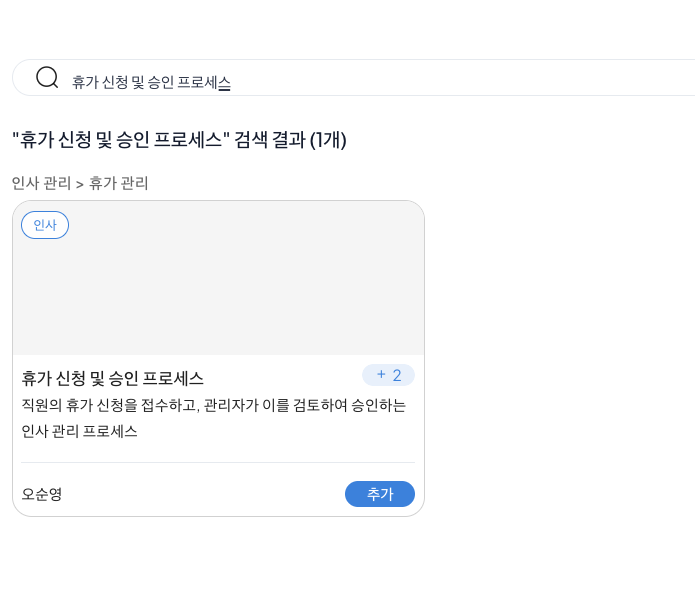 휴가 신청 및 승인 프로세스
"휴가 신청 및 승인 프로세스" 검색 결과 (1개)
인사 관리 > 휴가 관리
인사
휴가 신청 및 승인 프로세스
+ 2
직원의 휴가 신청을 접수하고, 관리자가 이를 검토하여 승인하는
인사 관리 프로세스
오순영
추가